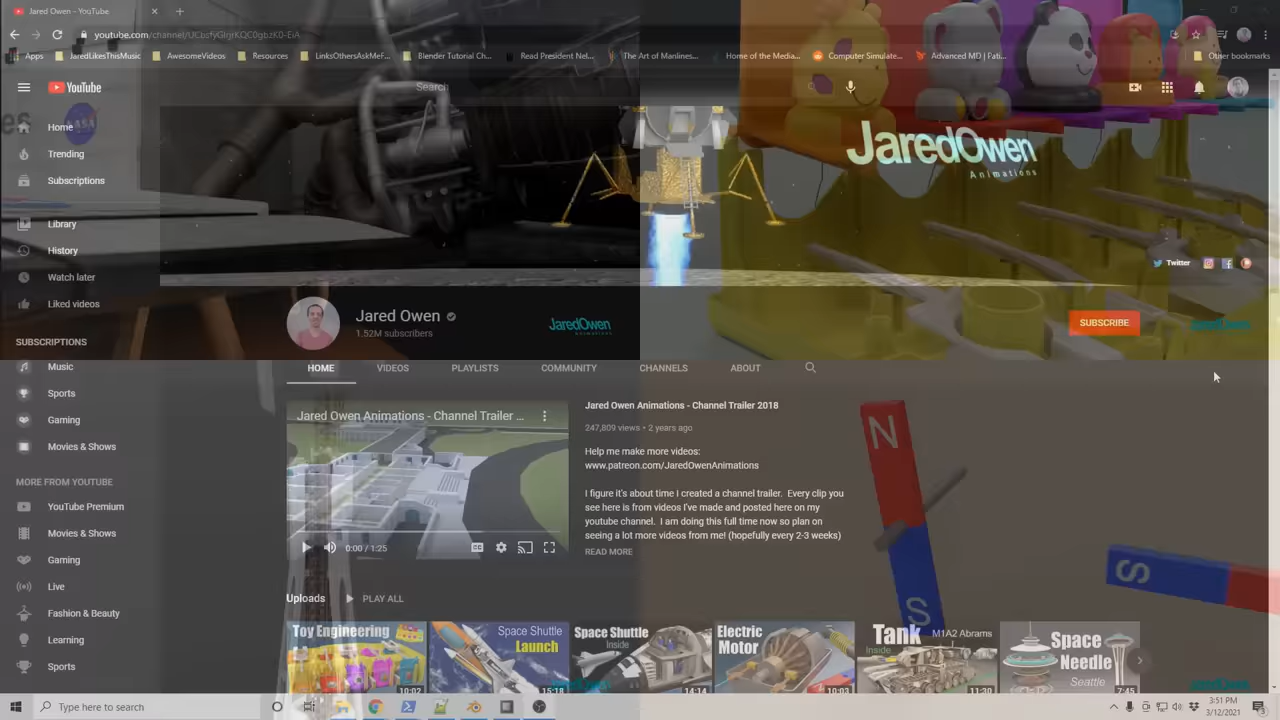 Jared Owen - YouTube
youtube.com/channel/
Apps
JaredLikesThisMusic
AwesomeVideos
Resources
LinksOthersAskMeF...
Blender Tutorial Ch...
Read President Nel...
The Art of Manlines...
Home of the Media...
Computer Simulate...
Advanced MD | Pati...
Other bookmarks
YouTube
Search
Home
Trending
Subscriptions
Library
History
Watch later
Liked videos
SUBSCRIPTIONS
Music
Sports
Gaming
Movies & Shows
MORE FROM YOUTUBE
YouTube Premium
Movies & Shows
Gaming
Live
Fashion & Beauty
Learning
Sports
JaredOwen
Animations
Twitter
Jared Owen
1.52M subscribers
JaredOwen
SUBSCRIBE
JaredOwen
HOME VIDEOS PLAYLISTS COMMUNITY CHANNELS ABOUT
Jared Owen Animations - Channel Trailer ...
0:00 / 1:25
Jared Owen Animations - Channel Trailer 2018
247,809 views • 2 years ago
Help me make more videos:
www.patreon.com/JaredOwenAnimations
I figure it's about time I created a channel trailer. Every clip you
see here is from videos I've made and posted here on my
youtube channel. I am doing this full time now so plan on
seeing a lot more videos from me! (hopefully every 2-3 weeks)
READ MORE
N
S
S
Uploads
PLAY ALL
Toy Engineering
10:02
Space Shuttle
Launch
15:18
Space Shuttle
Inside
14:14
Electric
Motor
10:03
Tank M1A2 Abrams
Inside
11:30
Space
Needle
Seattle
7:45
Type here to search
3:51 PM
3/12/2021